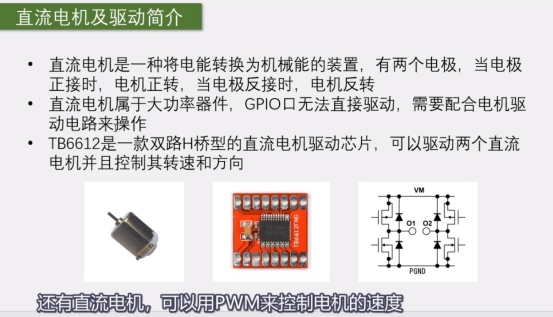 直流电机及驱动简介
• 直流电机是一种将电能转换为机械能的装置，有两个电极，当电极
正接时，电机正转，当电极反接时，电机反转
• 直流电机属于大功率器件，GPIO口无法直接驱动，需要配合电机驱
动电路来操作
• TB6612是一款双路H桥型的直流电机驱动芯片，可以驱动两个直流
电机并且控制其转速和方向
TB6612FNG
VM
O1 O2
PGND
还有直流电机，可以用PWM来控制电机的速度